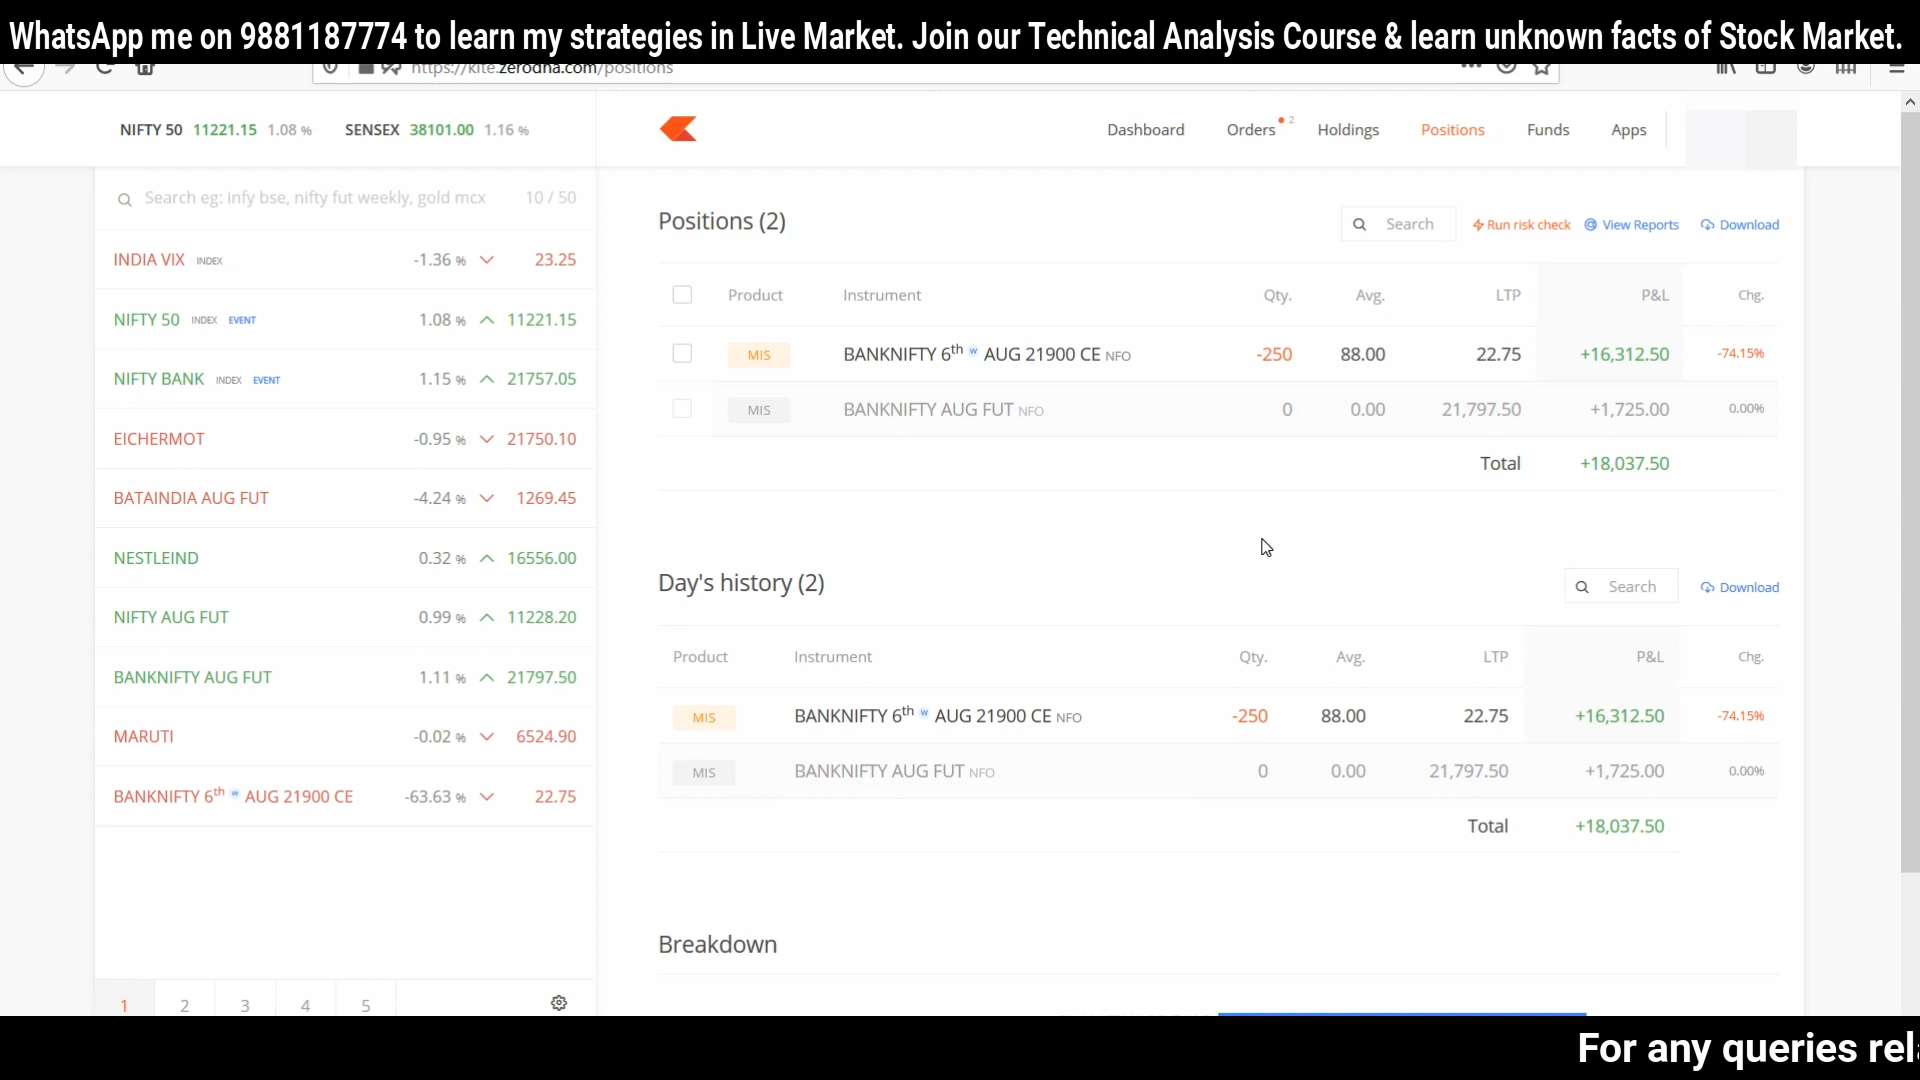 WhatsApp me on 9881187774 to learn my strategies in Live Market. Join our Technical Analysis Course & learn unknown facts of Stock Market.
https://kite.zerodha.com/positions
NIFTY 50 11221.15 1.08 % SENSEX 38101.00 1.16 %
Dashboard Orders 2 Holdings Positions Funds Apps
Search eg: infy bse, nifty fut weekly, gold mcx 10 / 50
INDIA VIX INDEX -1.36 % 23.25
NIFTY 50 INDEX EVENT 1.08 % 11221.15
NIFTY BANK INDEX EVENT 1.15 % 21757.05
EICHERMOT -0.95 % 21750.10
BATAINDIA AUG FUT -4.24 % 1269.45
NESTLEIND 0.32 % 16556.00
NIFTY AUG FUT 0.99 % 11228.20
BANKNIFTY AUG FUT 1.11 % 21797.50
MARUTI -0.02 % 6524.90
BANKNIFTY 6th w AUG 21900 CE -63.63 % 22.75
1 2 3 4 5
Positions (2) Search Run risk check View Reports Download
Product Instrument Qty. Avg. LTP P&L Chg.
MIS BANKNIFTY 6th w AUG 21900 CE NFO -250 88.00 22.75 +16,312.50 -74.15%
MIS BANKNIFTY AUG FUT NFO 0 0.00 21,797.50 +1,725.00 0.00%
Total +18,037.50
Day's history (2) Search Download
Product Instrument Qty. Avg. LTP P&L Chg.
MIS BANKNIFTY 6th w AUG 21900 CE NFO -250 88.00 22.75 +16,312.50 -74.15%
MIS BANKNIFTY AUG FUT NFO 0 0.00 21,797.50 +1,725.00 0.00%
Total +18,037.50
Breakdown
For any queries rel